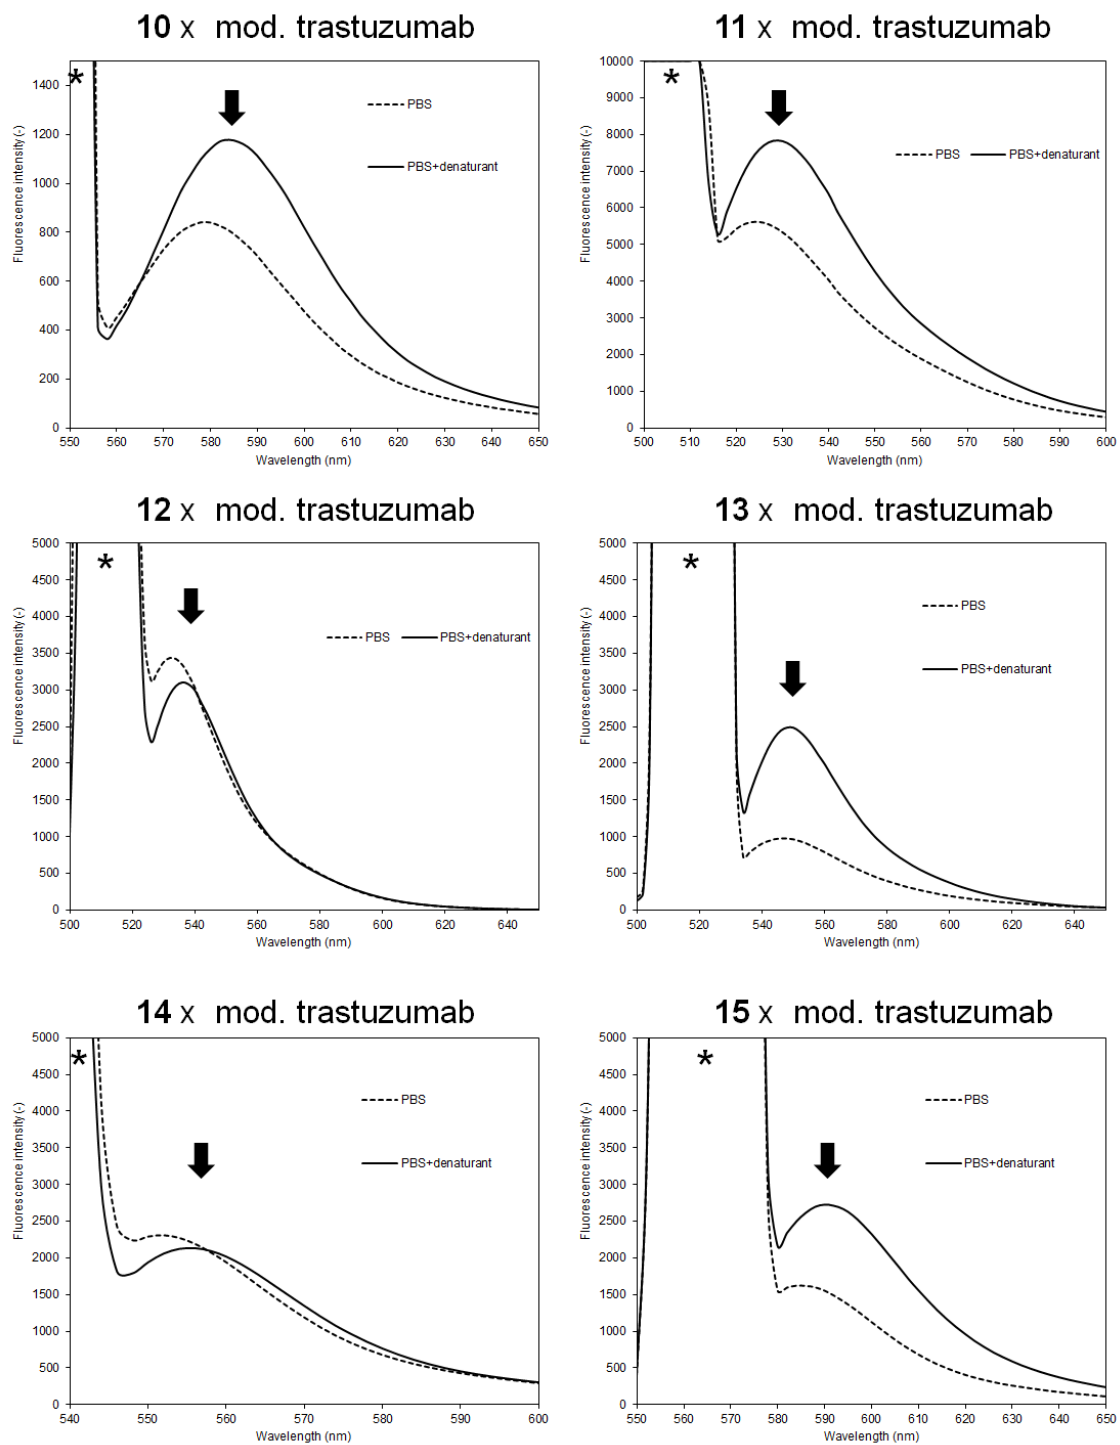 10 x mod. trastuzumab
*
1400
1200
1000
800
600
400
200
0
Fluorescence intensity (-)
PBS
PBS+denaturant
550 560 570 580 590 600 610 620 630 640 650
Wavelength (nm)
11 x mod. trastuzumab
*
10000
9000
8000
7000
6000
5000
4000
3000
2000
1000
0
Fluorescence intensity (-)
PBS PBS+denaturant
500 510 520 530 540 550 560 570 580 590 600
Wavelength (nm)
12 x mod. trastuzumab
*
5000
4500
4000
3500
3000
2500
2000
1500
1000
500
0
Fluorescence intensity (-)
PBS PBS+denaturant
500 520 540 560 580 600 620 640
Wavelength (nm)
13 x mod. trastuzumab
*
5000
4500
4000
3500
3000
2500
2000
1500
1000
500
0
Fluorescence intensity (-)
PBS
PBS+denaturant
500 520 540 560 580 600 620 640
Wavelength (nm)
14 x mod. trastuzumab
*
5000
4500
4000
3500
3000
2500
2000
1500
1000
500
0
Fluorescence intensity (-)
PBS
PBS+denaturant
540 550 560 570 580 590 600
Wavelength (nm)
15 x mod. trastuzumab
*
5000
4500
4000
3500
3000
2500
2000
1500
1000
500
0
Fluorescence intensity (-)
PBS
PBS+denaturant
550 560 570 580 590 600 610 620 630 640 650
Wavelength (nm)